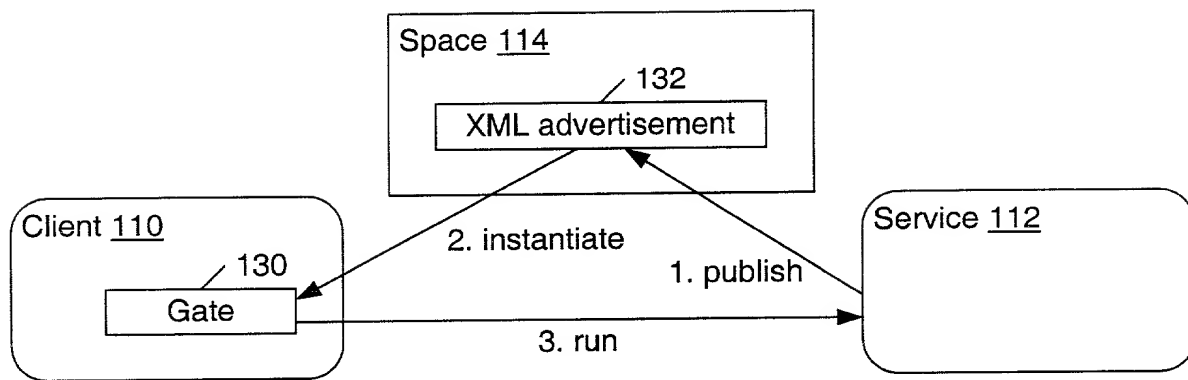 Space 114
132
XML advertisement
Client 110
2. instantiate
Service 112
130
1. publish
Gate
3. run